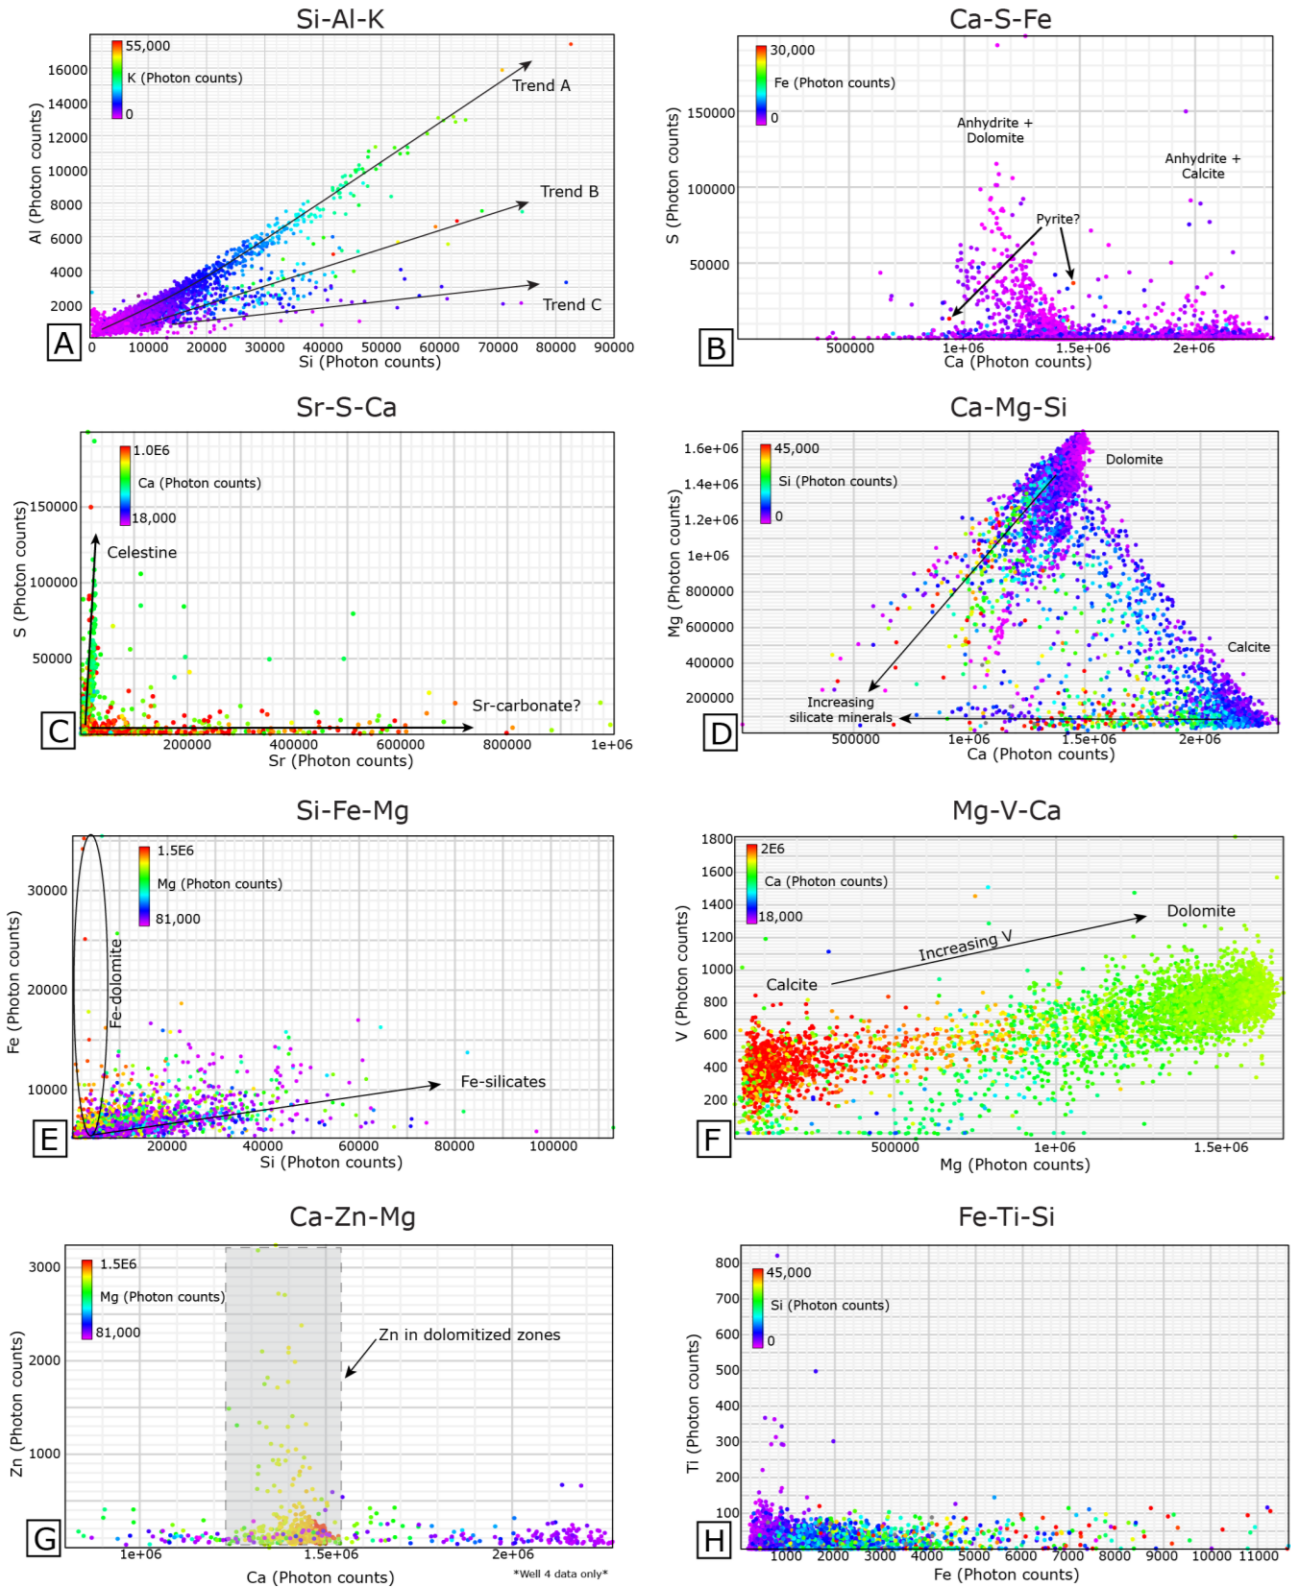 Si-Al-K
55,000
K (Photon counts)
0
16000
14000
12000
10000
8000
6000
4000
2000
Al (Photon counts)
Trend A
Trend B
Trend C
A
0 10000 20000 30000 40000 50000 60000 70000 80000 90000
Si (Photon counts)
Ca-S-Fe
30,000
Fe (Photon counts)
0
150000
100000
50000
S (Photon counts)
Anhydrite +
Dolomite
Anhydrite +
Calcite
Pyrite?
B
500000 1e+06 1.5e+06 2e+06
Ca (Photon counts)
Sr-S-Ca
1.0E6
Ca (Photon counts)
18,000
150000
100000
50000
S (Photon counts)
Celestine
Sr-carbonate?
C
200000 400000 600000 800000 1e+06
Sr (Photon counts)
Ca-Mg-Si
45,000
Si (Photon counts)
0
1.6e+06
1.4e+06
1.2e+06
1e+06
800000
600000
400000
200000
Mg (Photon counts)
Dolomite
Calcite
Increasing
silicate minerals
D
500000 1e+06 1.5e+06 2e+06
Ca (Photon counts)
Si-Fe-Mg
1.5E6
Mg (Photon counts)
81,000
30000
20000
10000
Fe (Photon counts)
Fe-dolomite
Fe-silicates
E
20000 40000 60000 80000 100000
Si (Photon counts)
Mg-V-Ca
2E6
Ca (Photon counts)
18,000
1800
1600
1400
1200
1000
800
600
400
200
V (Photon counts)
Dolomite
Increasing V
Calcite
F
500000 1e+06 1.5e+06
Mg (Photon counts)
Ca-Zn-Mg
1.5E6
Mg (Photon counts)
81,000
3000
2000
1000
Zn (Photon counts)
Zn in dolomitized zones
G
1e+06 1.5e+06 2e+06
Ca (Photon counts)
*Well 4 data only*
Fe-Ti-Si
45,000
Si (Photon counts)
0
800
700
600
500
400
300
200
100
Ti (Photon counts)
H
1000 2000 3000 4000 5000 6000 7000 8000 9000 10000 11000
Fe (Photon counts)